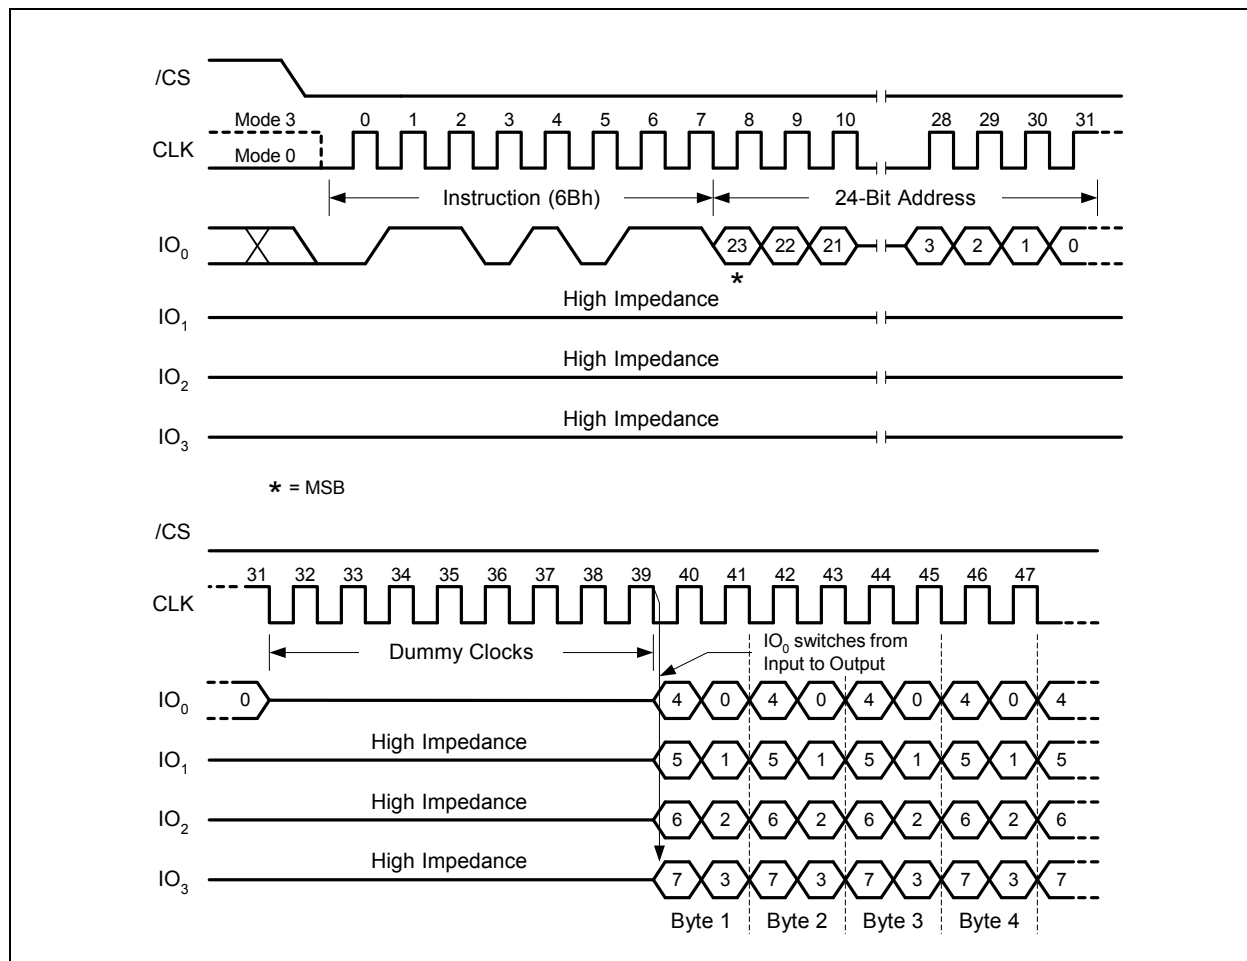 /CS
Mode 3 0 1 2 3 4 5 6 7 8 9 10 28 29 30 31
CLK
Mode 0
Instruction (6Bh) 24-Bit Address
IO0 23 22 21 3 2 1 0
*
High Impedance
IO1
High Impedance
IO2
High Impedance
IO3
* = MSB
/CS
31 32 33 34 35 36 37 38 39 40 41 42 43 44 45 46 47
CLK
IO0 switches from
Dummy Clocks Input to Output
IO0 0 4 0 4 0 4 0 4 0 4
High Impedance
IO1 5 1 5 1 5 1 5 1 5
High Impedance
IO2 6 2 6 2 6 2 6 2 6
High Impedance
IO3 7 3 7 3 7 3 7 3 7
Byte 1 Byte 2 Byte 3 Byte 4